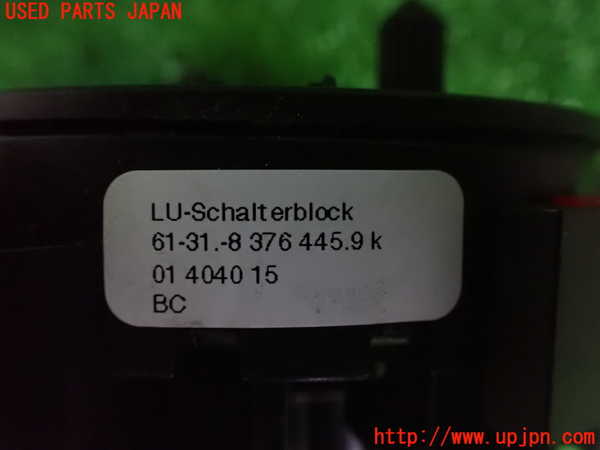 USED PARTS JAPAN
LU-Schalterblock
61-31.-8 376 445.9 k
01 4040 15
BC
http://www.upjpn.com/